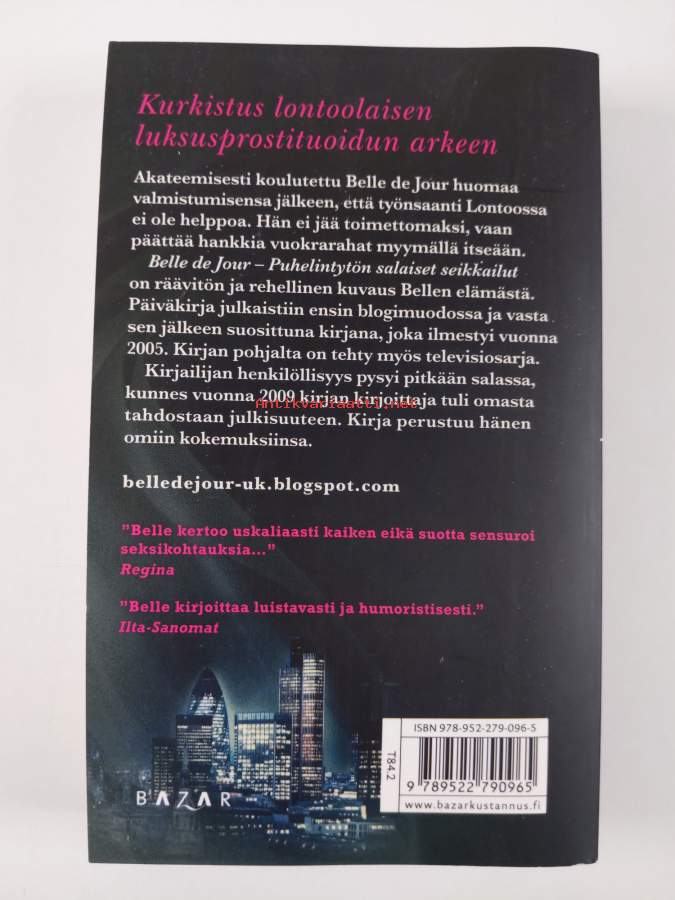 Kurkistus lontoolaisen
luksusprostituoidun arkeen
Akateemisesti koulutettu Belle de Jour huomaa
valmistumisensa jälkeen, että työnsaanti Lontoossa
ei ole helppoa. Hän ei jää toimettomaksi, vaan
päättää hankkia vuokrarahat myymällä itseään.
Belle de Jour – Puhelintytön salaiset seikkailut
on räävitön ja rehellinen kuvaus Bellen elämästä.
Päiväkirja julkaistiin ensin blogimuodossa ja vasta
sen jälkeen suosittuna kirjana, joka ilmestyi vuonna
2005. Kirjan pohjalta on tehty myös televisiosarja.
Kirjailijan henkilöllisyys pysyi pitkään salassa,
kunnes vuonna 2009 kirjan kirjoittaja tuli omasta
Antikvariaatti.net
tahdostaan julkisuuteen. Kirja perustuu hänen
omiin kokemuksiinsa.
belledejour-uk.blogspot.com
”Belle kertoo uskaliaasti kaiken eikä suotta sensuroi
seksikohtauksia...”
Regina
”Belle kirjoittaa luistavasti ja humoristisesti.”
Ilta-Sanomat
ISBN 978-952-279-096-5
T84.2
9 789522 790965
www.bazarkustannus.fi
BAZAR